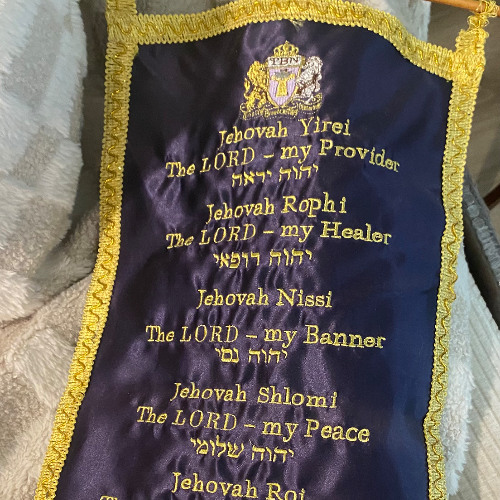 Jehovah Yirei
The LORD – my Provider
יהוה יראה
Jehovah Rophi
The LORD – my Healer
יהוה רופאי
Jehovah Nissi
The LORD – my Banner
יהוה נסי
Jehovah Shlomi
The LORD – my Peace
יהוה שלומי
Jehovah Roi
The